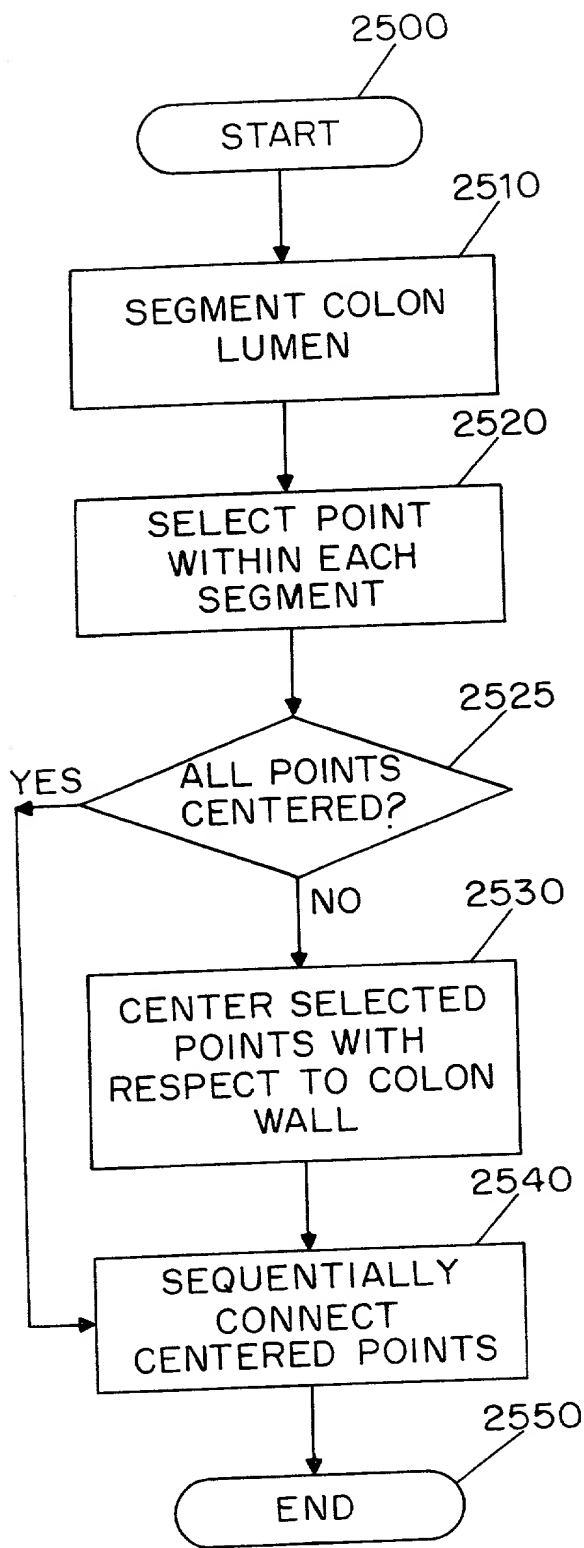 2500
START
2510
SEGMENT COLON
LUMEN
2520
SELECT POINT
WITHIN EACH
SEGMENT
2525
ALL POINTS
CENTERED?
YES
NO
2530
CENTER SELECTED
POINTS WITH
RESPECT TO COLON
WALL
2540
SEQUENTIALLY
CONNECT
CENTERED POINTS
2550
END